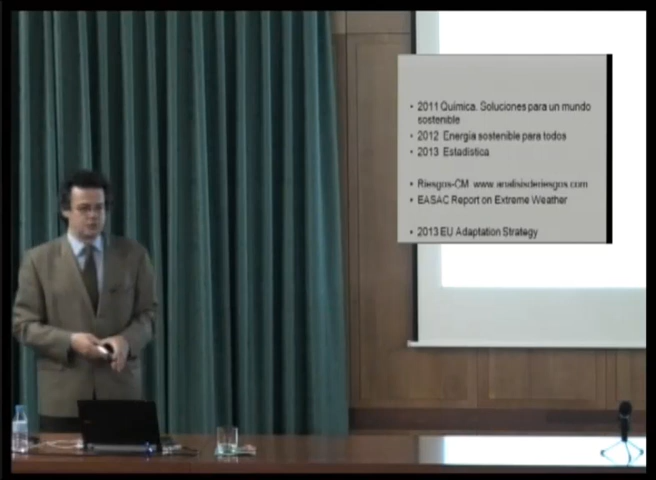 • 2011 Química. Soluciones para un mundo
sostenible
• 2012 Energía sostenible para todos
• 2013 Estadística
• Riesgos-CM www.analisisderiesgos.com
• EASAC Report on Extreme Weather
• 2013 EU Adaptation Strategy